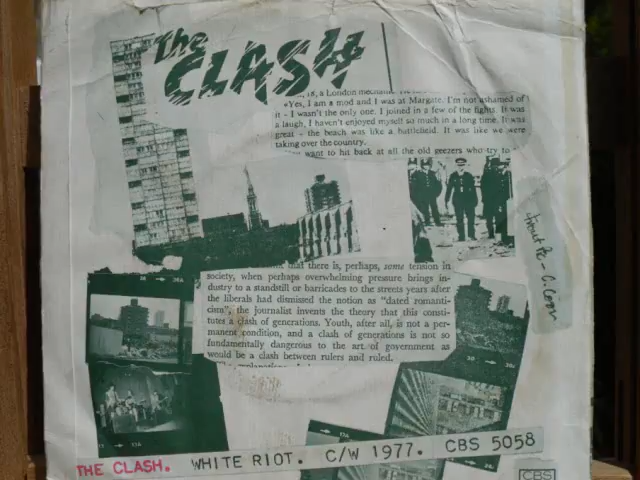 The CLASH
18, a London mechanic.
«Yes, I am a mod and I was at Margate. I'm not ashamed of
it – I wasn't the only one. I joined in a few of the fights. It was
a laugh, I haven't enjoyed myself so much in a long time. It was
great – the beach was like a battlefield. It was like we were
taking over the country.
want to hit back at all the old geezers who try to
that there is, perhaps, some tension in
society, when perhaps overwhelming pressure brings in-
dustry to a standstill or barricades to the streets years after
the liberals had dismissed the notion as “dated romanti-
cism”, the journalist invents the theory that this consti-
tutes a clash of generations. Youth, after all, is not a per-
manent condition, and a clash of generations is not so
fundamentally dangerous to the art of government as
would be a clash between rulers and ruled.
THE CLASH. WHITE RIOT. C/W 1977. CBS 5058
CBS